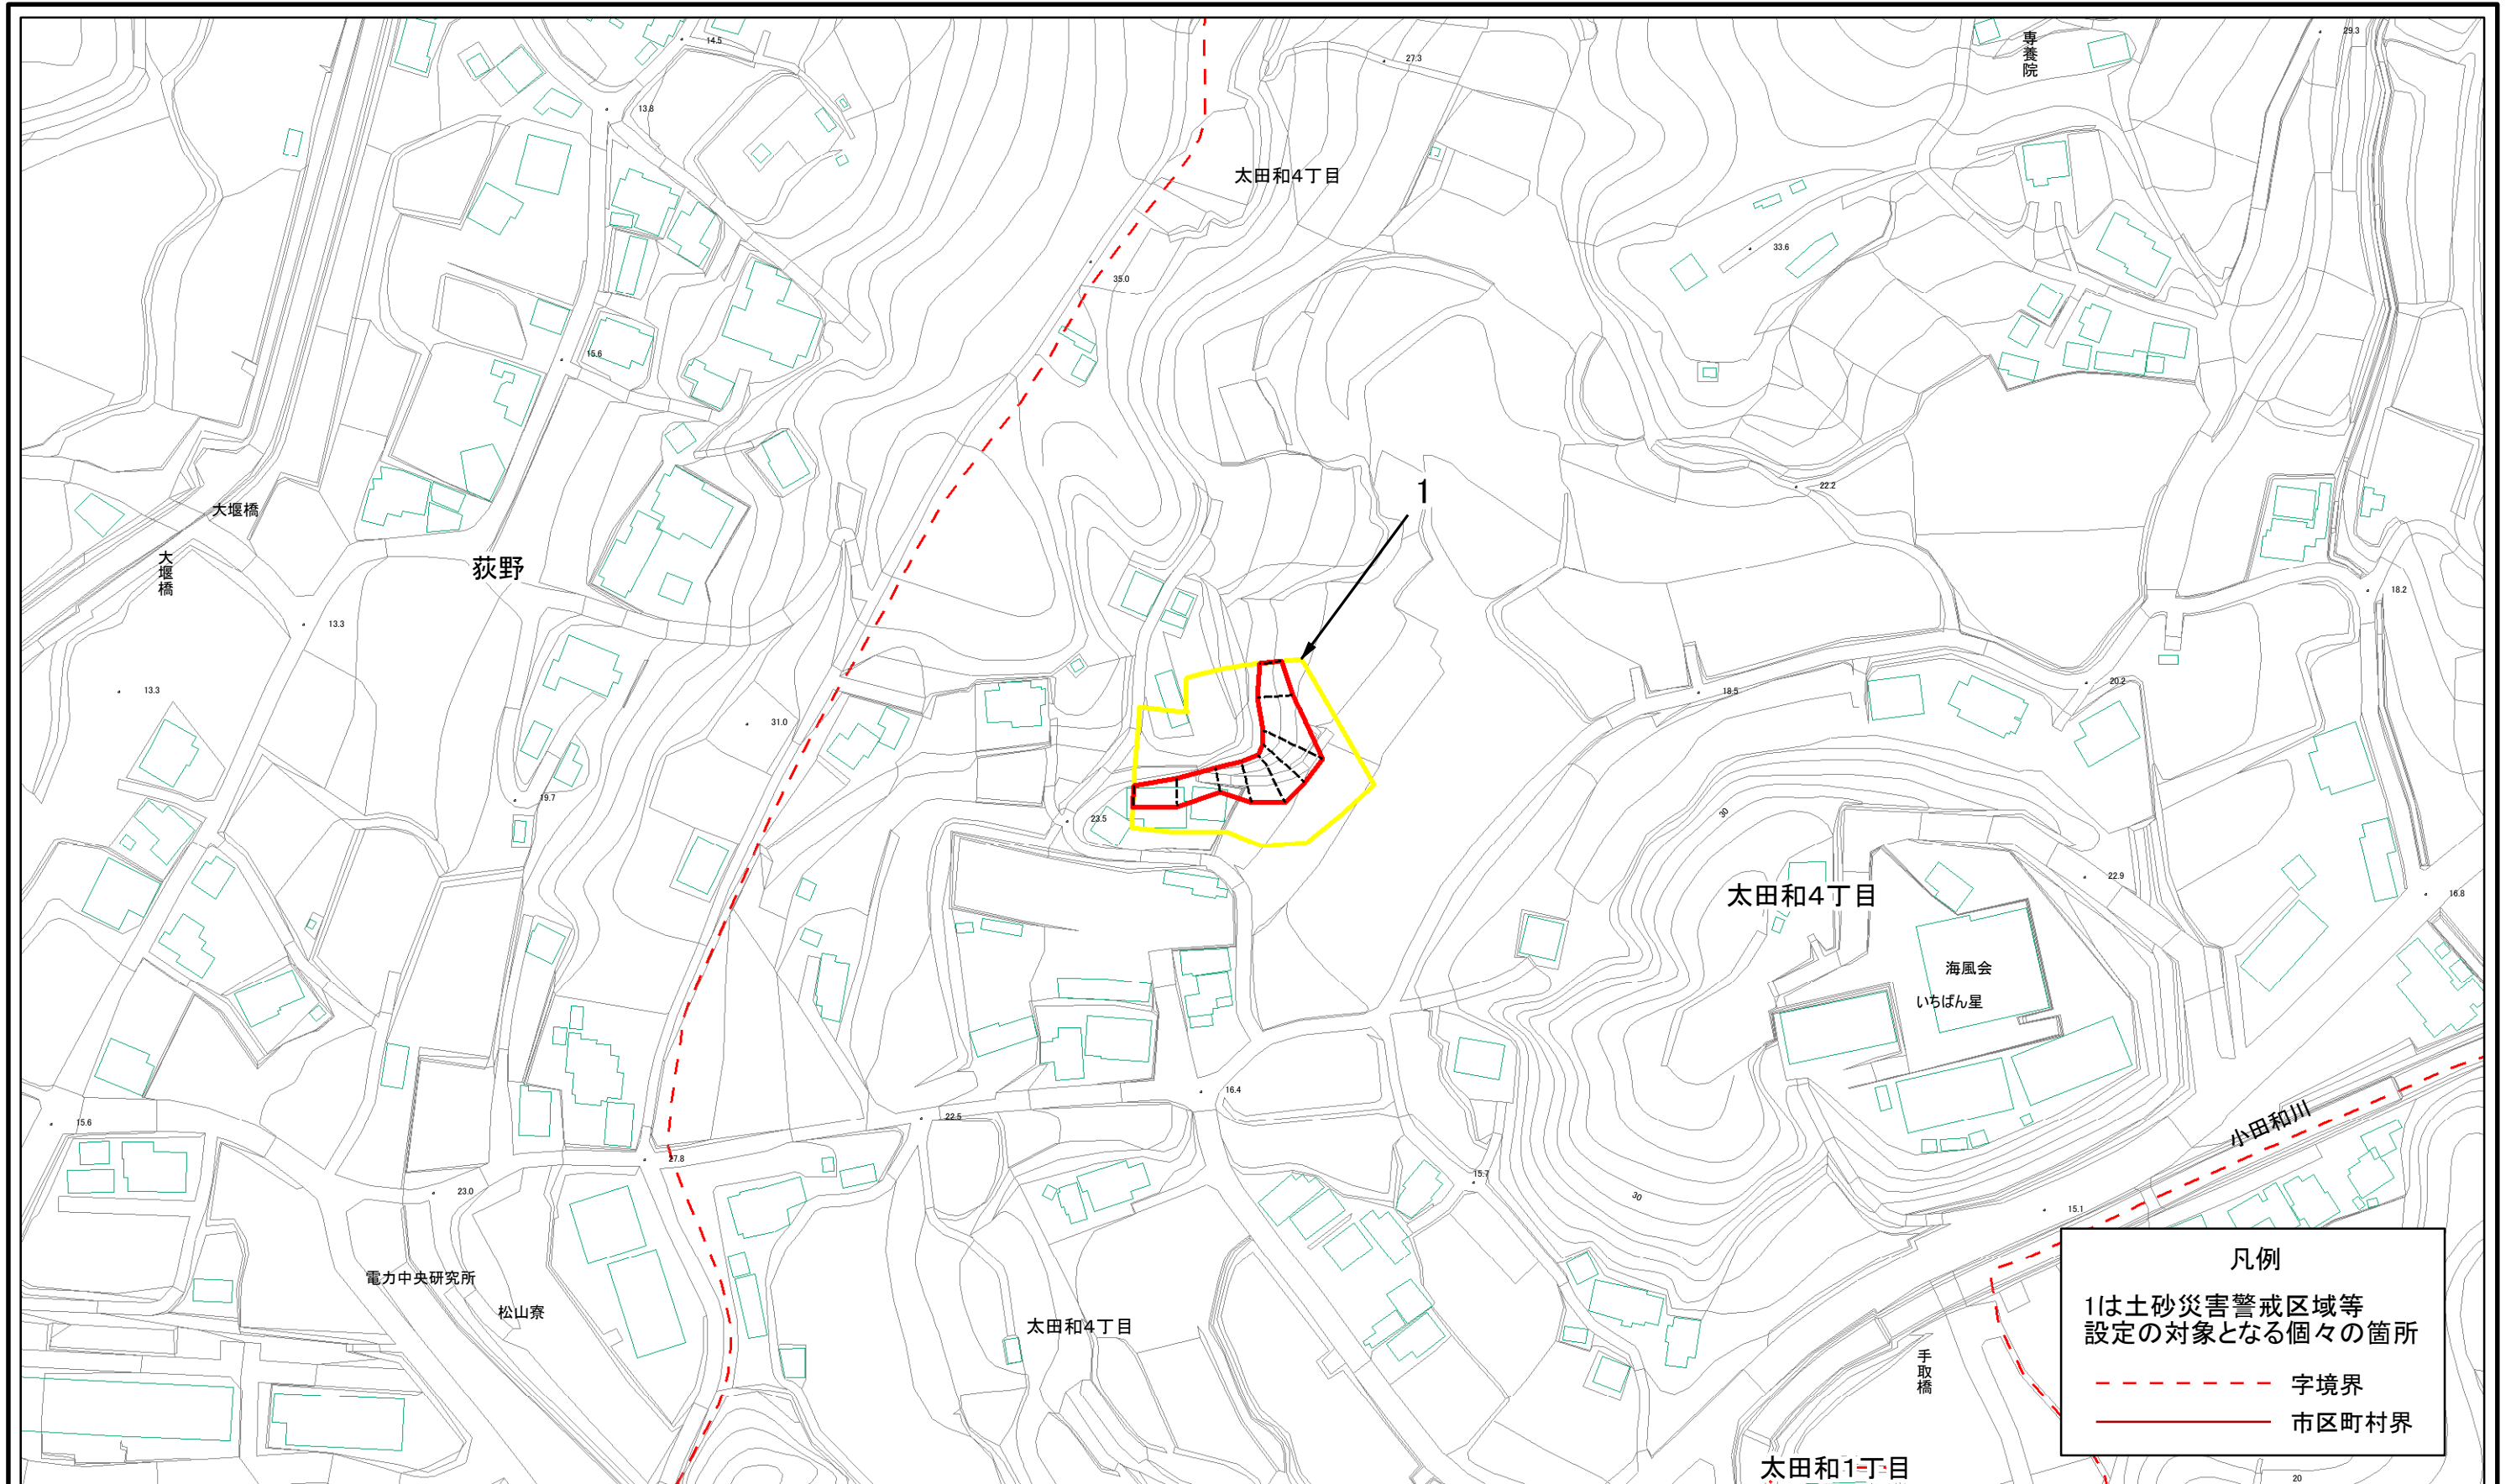 14.5
27.3
専養院
29.3
13.8
太田和4丁目
33.6
35.0
15.6
1
22.2
大堰橋
大堰橋
荻野
18.2
13.3
13.3
20.2
18.5
31.0
19.7
23.5
30
22.9
太田和4丁目
16.8
海風会
いちばん星
16.4
22.5
15.6
小田和川
27.8
15.7
23.0
30
15.1
電力中央研究所
松山寮
太田和4丁目
手取橋
太田和1丁目
20
凡例
1は土砂災害警戒区域等
設定の対象となる個々の箇所
字境界
市区町村界